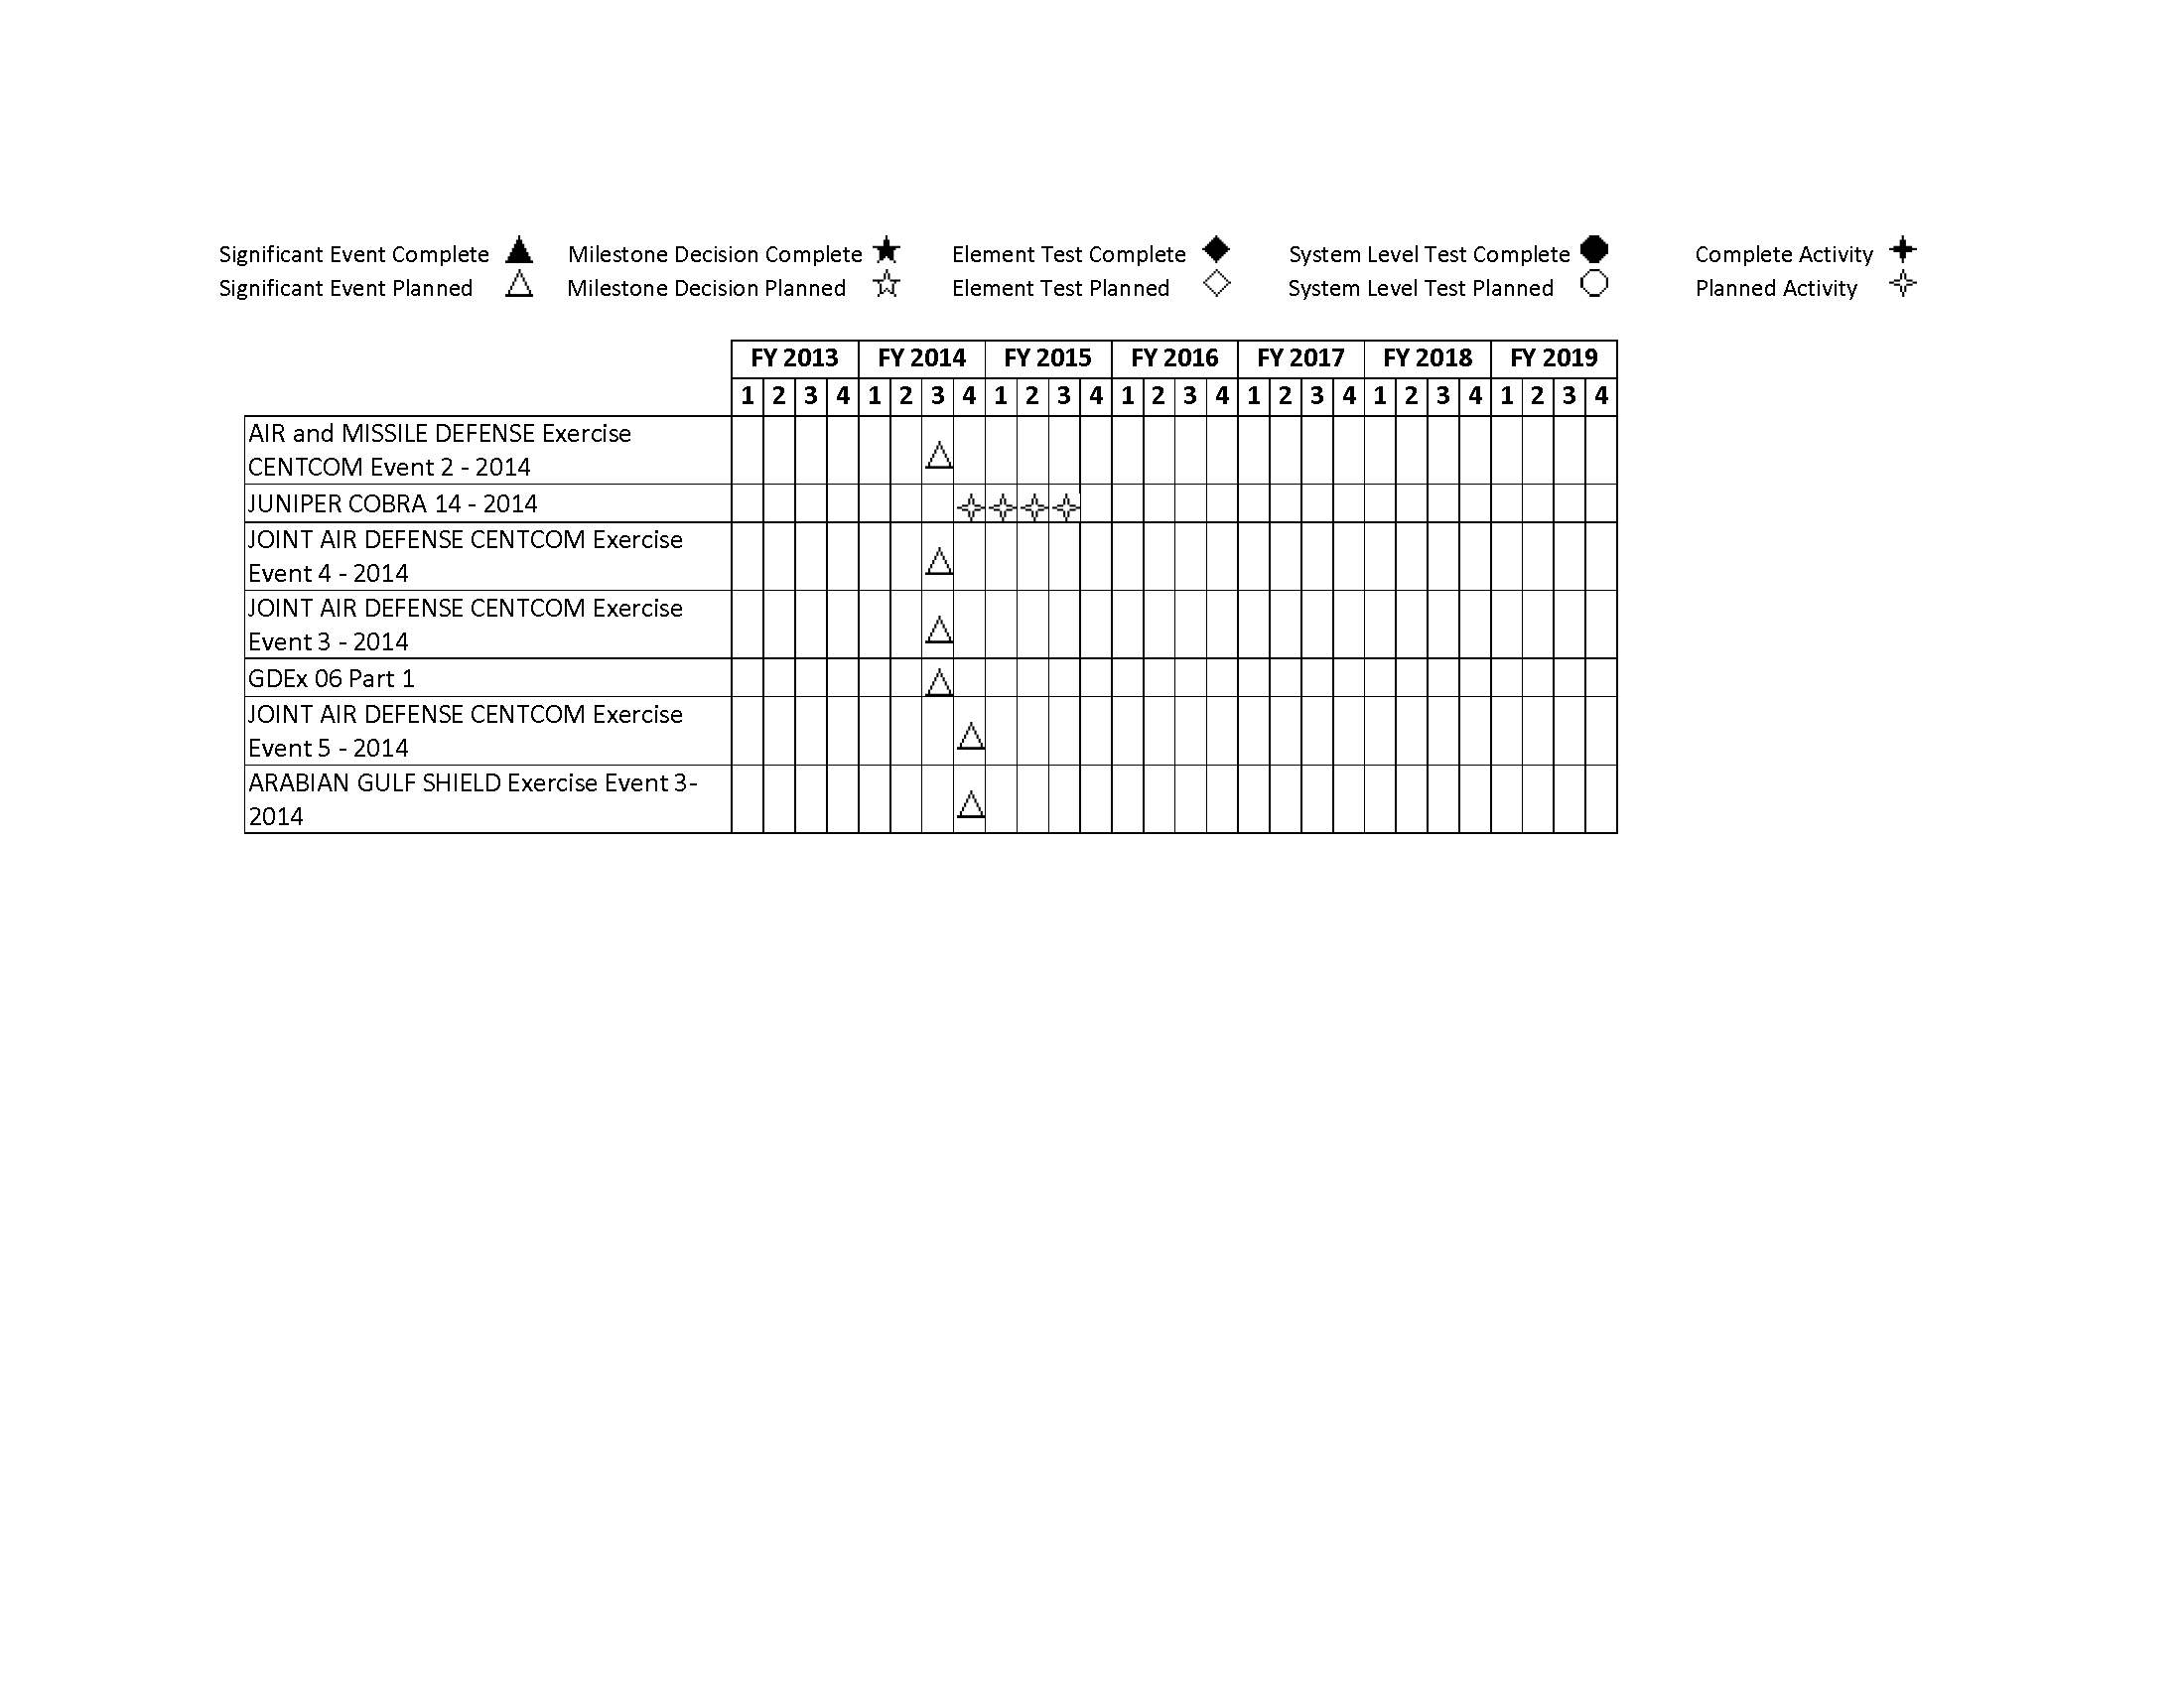 Significant Event Complete Milestone Decision Complete Element Test Complete System Level Test Complete Complete Activity
Significant Event Planned Milestone Decision Planned Element Test Planned System Level Test Planned Planned Activity
FY 2013 FY 2014 FY 2015 FY 2016 FY 2017 FY 2018 FY 2019
1 2 3 4 1 2 3 4 1 2 3 4 1 2 3 4 1 2 3 4 1 2 3 4 1 2 3 4
AIR and MISSILE DEFENSE Exercise
CENTCOM Event 2 - 2014
JUNIPER COBRA 14 - 2014
JOINT AIR DEFENSE CENTCOM Exercise
Event 4 - 2014
JOINT AIR DEFENSE CENTCOM Exercise
Event 3 - 2014
GDEx 06 Part 1
JOINT AIR DEFENSE CENTCOM Exercise
Event 5 - 2014
ARABIAN GULF SHIELD Exercise Event 3-
2014